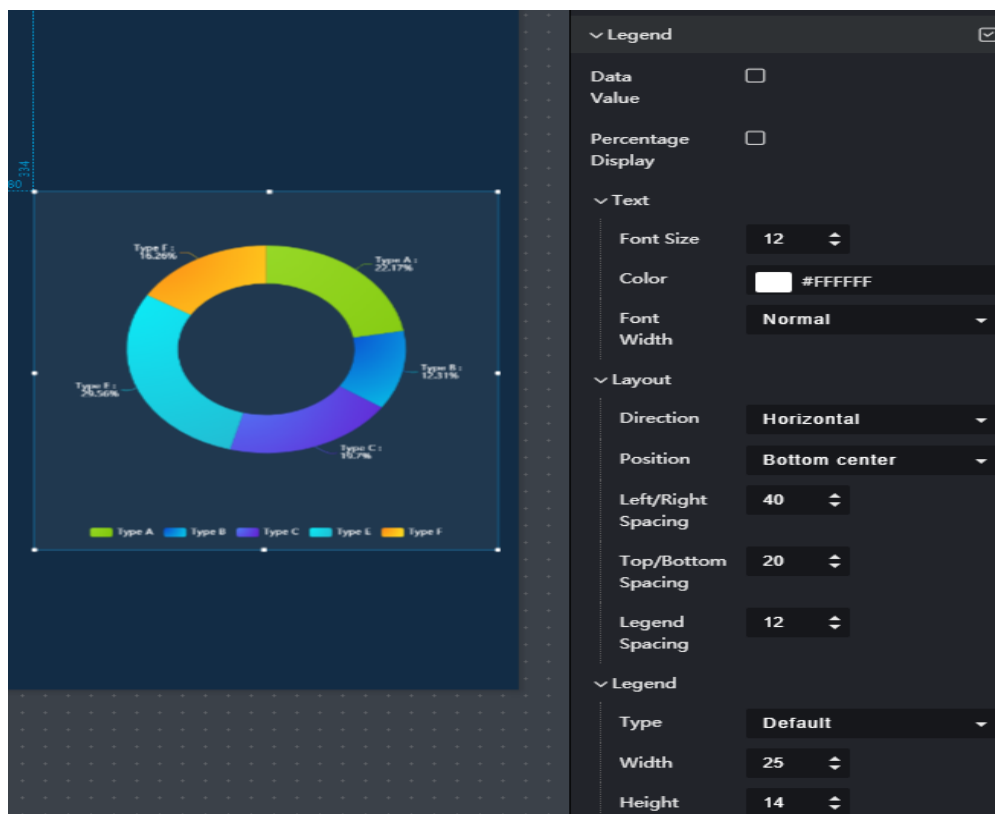 334
80
Type F :
16.26%
Type A :
22.17%
Type B :
12.31%
Type E :
29.56%
Type C :
19.7%
Type A
Type B
Type C
Type E
Type F
Legend
Data
Value
Percentage
Display
Text
Font Size
12
Color
#FFFFFF
Font
Width
Normal
Layout
Direction
Horizontal
Position
Bottom center
Left/Right
Spacing
40
Top/Bottom
Spacing
20
Legend
Spacing
12
Legend
Type
Default
Width
25
Height
14